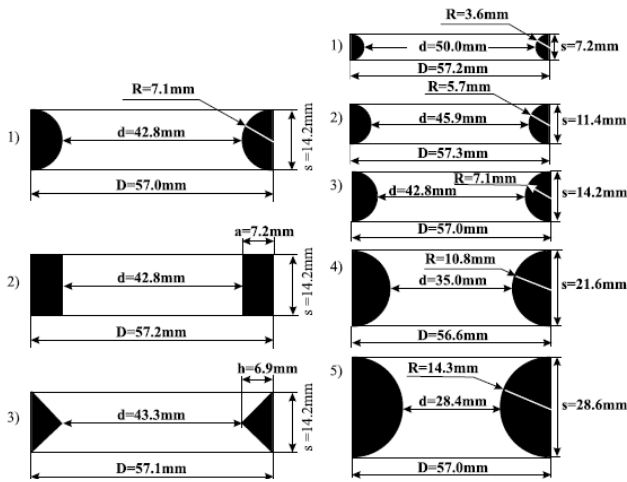 R=7.1mm
1)
d=42.8mm
s=14.2mm
D=57.0mm
a=7.2mm
2)
d=42.8mm
s=14.2mm
D=57.2mm
h=6.9mm
3)
d=43.3mm
s=14.2mm
D=57.1mm
R=3.6mm
1)
d=50.0mm
s=7.2mm
D=57.2mm
R=5.7mm
2)
d=45.9mm
s=11.4mm
D=57.3mm
3)
R=7.1mm
d=42.8mm
s=14.2mm
D=57.0mm
4)
R=10.8mm
d=35.0mm
s=21.6mm
D=56.6mm
5)
R=14.3mm
d=28.4mm
s=28.6mm
D=57.0mm